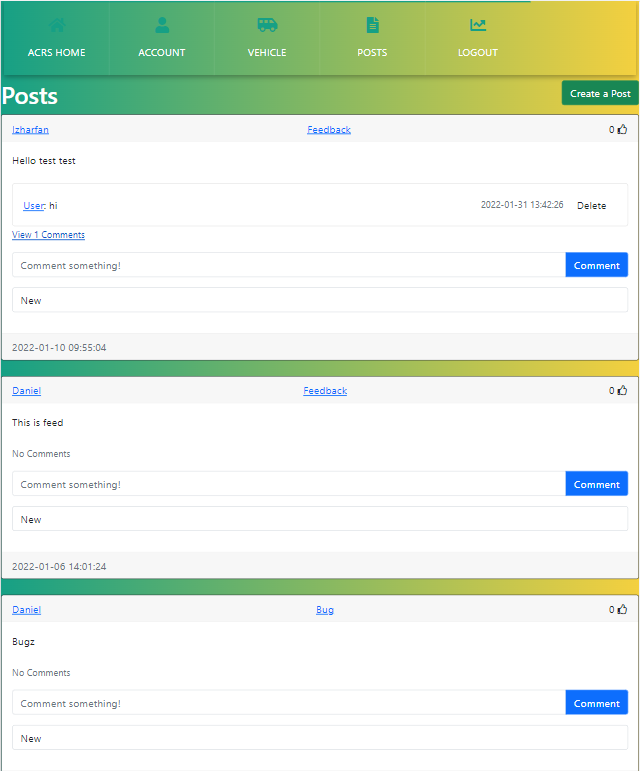 ACRS HOME ACCOUNT VEHICLE POSTS LOGOUT
Posts Create a Post
Izharfan Feedback 0
Hello test test
User: hi 2022-01-31 13:42:26 Delete
View 1 Comments
Comment something! Comment
New
2022-01-10 09:55:04
Daniel Feedback 0
This is feed
No Comments
Comment something! Comment
New
2022-01-06 14:01:24
Daniel Bug 0
Bugz
No Comments
Comment something! Comment
New